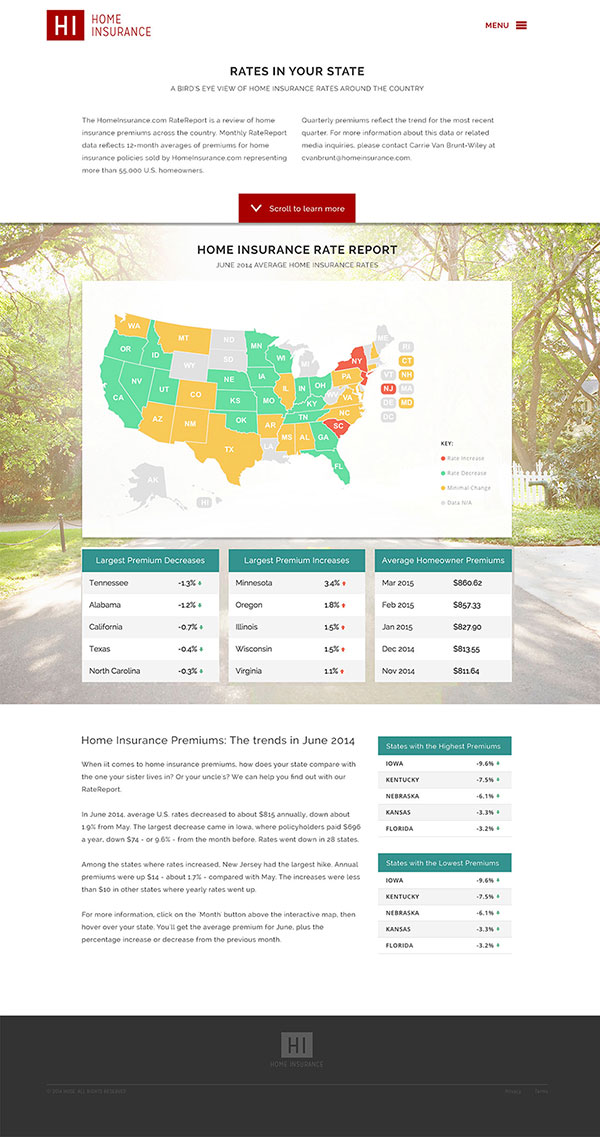 HI HOME
INSURANCE
MENU
RATES IN YOUR STATE
A BIRD'S EYE VIEW OF HOME INSURANCE RATES AROUND THE COUNTRY
The HomeInsurance.com RateReport is a review of home
insurance premiums across the country. Monthly RateReport
data reflects 12-month averages of premiums for home
insurance policies sold by HomeInsurance.com representing
more than 55,000 U.S. homeowners.
Quarterly premiums reflect the trend for the most recent
quarter. For more information about this data or related
media inquiries, please contact Carrie Van Brunt-Wiley at
cvanbrunt@homeinsurance.com.
Scroll to learn more
HOME INSURANCE RATE REPORT
JUNE 2014 AVERAGE HOME INSURANCE RATES
WA
MT
ND
MN
ME
OR
ID
SD
WI
MI
NY
RI
WY
VT
CT
NH
NV
UT
CO
NE
IA
IL
IN
OH
PA
NJ
MA
CA
KS
MO
KY
WV
VA
DE
MD
AZ
NM
OK
AR
TN
NC
DC
TX
LA
MS
AL
GA
SC
FL
AK
HI
KEY:
Rate Increase
Rate Decrease
Minimal Change
Data N/A
Largest Premium Decreases
Tennessee -1.3%
Alabama -1.2%
California -0.7%
Texas -0.4%
North Carolina -0.3%
Largest Premium Increases
Minnesota 3.4%
Oregon 1.8%
Illinois 1.5%
Wisconsin 1.5%
Virginia 1.1%
Average Homeowner Premiums
Mar 2015 $860.62
Feb 2015 $857.33
Jan 2015 $827.90
Dec 2014 $813.55
Nov 2014 $811.64
Home Insurance Premiums: The trends in June 2014
When iit comes to home insurance premiums, how does your state compare with
the one your sister lives in? Or your uncle's? We can help you find out with our
RateReport.
In June 2014, average U.S. rates decreased to about $815 annually, down about
1.9% from May. The largest decrease came in Iowa, where policyholders paid $696
a year, down $74 - or 9.6% - from the month before. Rates went down in 28 states.
Among the states where rates increased, New Jersey had the largest hike. Annual
premiums were up $14 - about 1.7% - compared with May. The increases were less
than $10 in other states where yearly rates went up.
For more information, click on the 'Month' button above the interactive map, then
hover over your state. You'll get the average premium for June, plus the
percentage increase or decrease from the previous month.
States with the Highest Premiums
IOWA -9.6%
KENTUCKY -7.5%
NEBRASKA -6.1%
KANSAS -3.3%
FLORIDA -3.2%
States with the Lowest Premiums
IOWA -9.6%
KENTUCKY -7.5%
NEBRASKA -6.1%
KANSAS -3.3%
FLORIDA -3.2%
HI
HOME INSURANCE
ALL RIGHTS RESERVED
Privacy
Terms